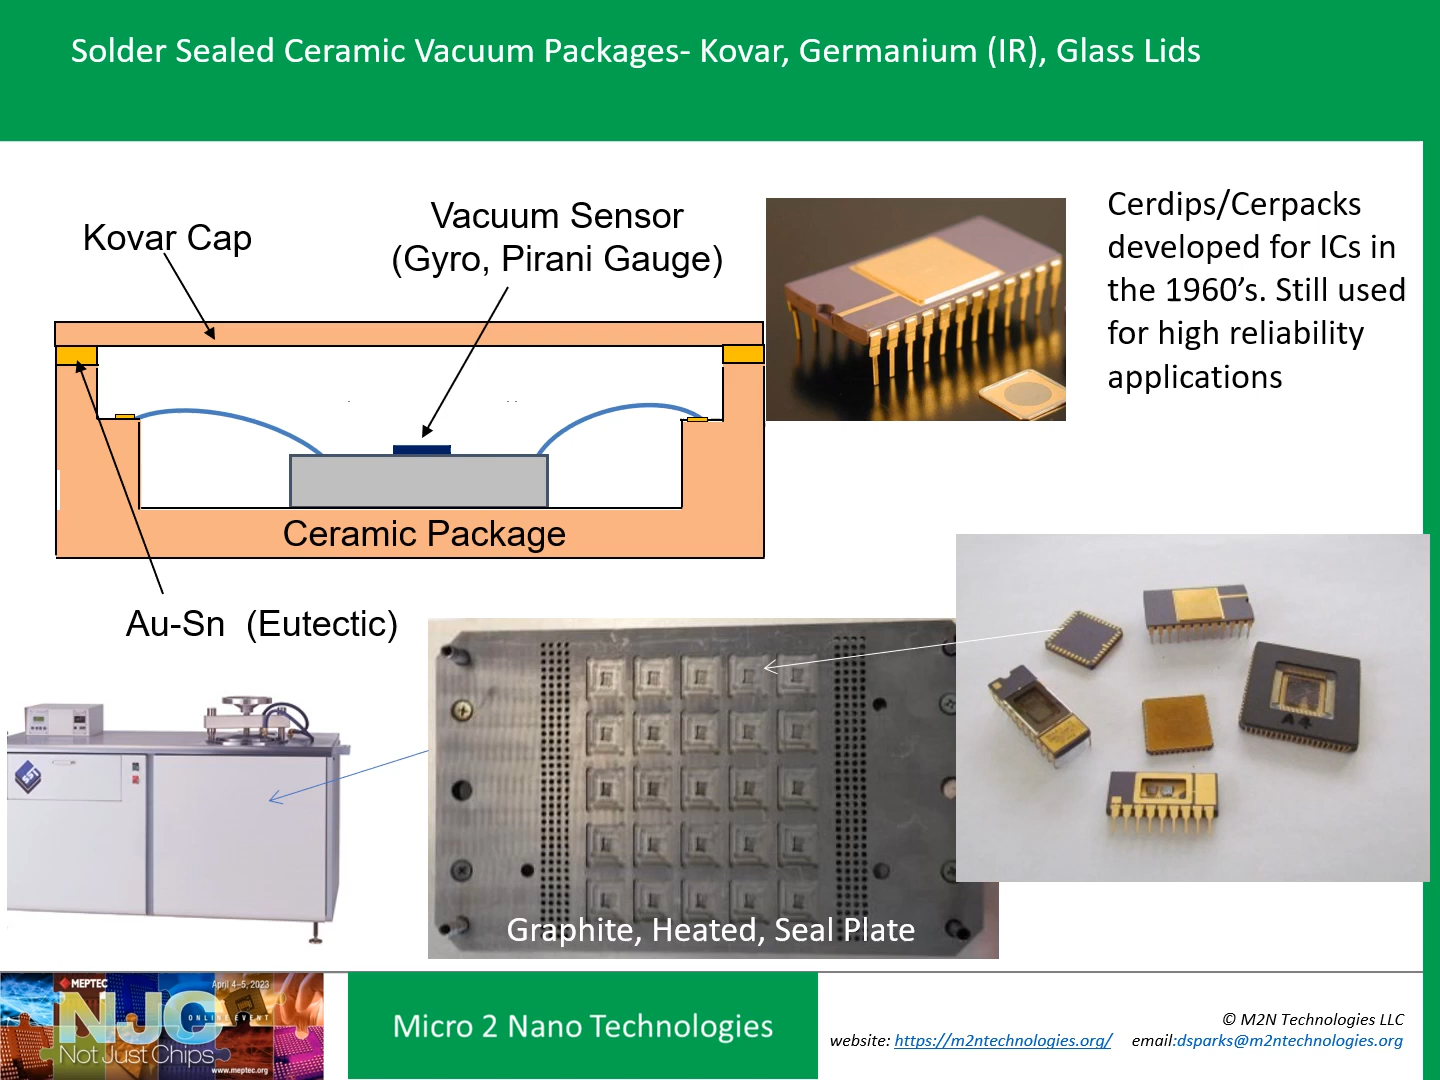 Solder Sealed Ceramic Vacuum Packages- Kovar, Germanium (IR), Glass Lids
Kovar Cap
Vacuum Sensor
(Gyro, Pirani Gauge)
Cerdips/Cerpacks
developed for ICs in
the 1960’s. Still used
for high reliability
applications
Ceramic Package
Au-Sn  (Eutectic)
SST
A4
Graphite, Heated, Seal Plate
MEPTEC
April 4-5, 2023
NJC
ONLINE EVENT
Not Just Chips
www.meptec.org
Micro 2 Nano Technologies
© M2N Technologies LLC
website: https://m2ntechnologies.org/ email:dsparks@m2ntechnologies.org